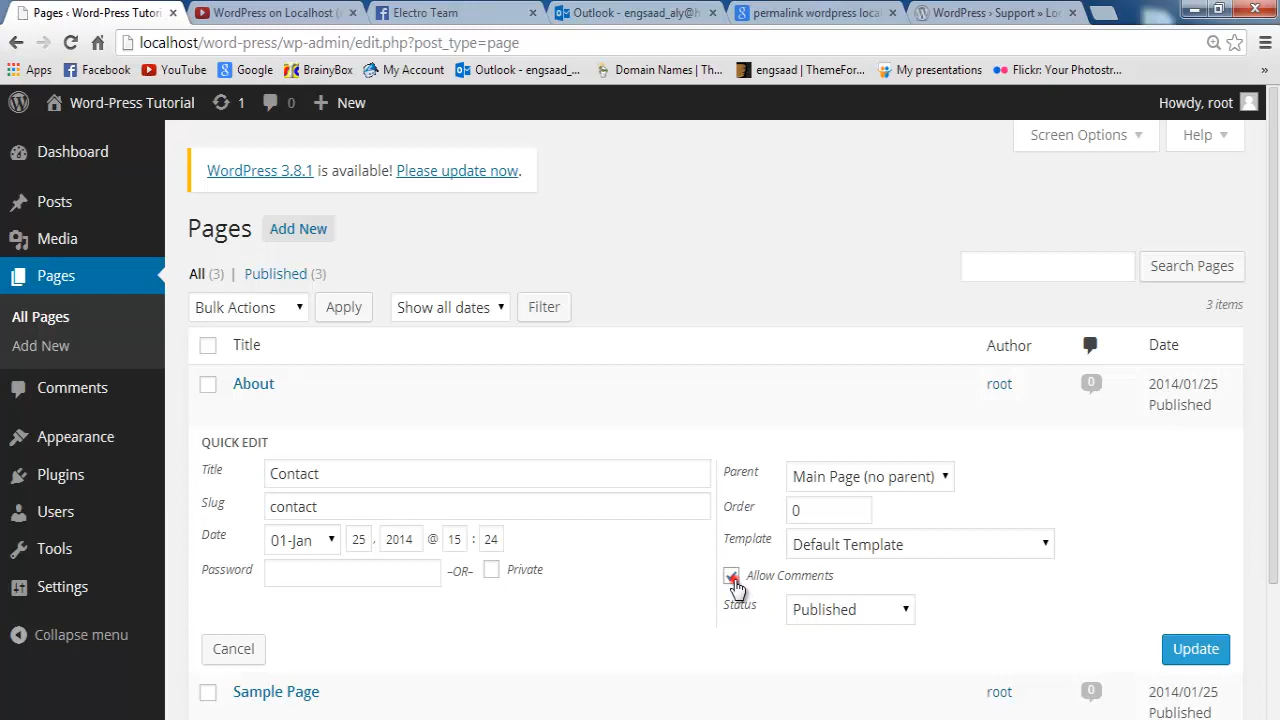 Pages ‹ Word-Press Tutori
WordPress on Localhost (
Electro Team
Outlook - engsaad_aly@h
permalink wordpress local
WordPress › Support » Loc
localhost/word-press/wp-admin/edit.php?post_type=page
Apps
Facebook
YouTube
Google
BrainyBox
My Account
Outlook - engsaad_...
Domain Names | Th...
engsaad | ThemeFor...
My presentations
Flickr: Your Photostr...
»
Word-Press Tutorial
1
0
New
Howdy, root
Screen Options
Help
Dashboard
Posts
Media
Pages
All Pages
Add New
Comments
Appearance
Plugins
Users
Tools
Settings
Collapse menu
WordPress 3.8.1 is available! Please update now.
Pages
Add New
All (3) | Published (3)
Search Pages
Bulk Actions
Apply
Show all dates
Filter
3 items
Title
Author
Date
About
root
0
2014/01/25
Published
QUICK EDIT
Title
Contact
Slug
contact
Date
01-Jan
25 , 2014 @ 15 : 24
Password
–OR–
Private
Parent
Main Page (no parent)
Order
0
Template
Default Template
Allow Comments
Status
Published
Cancel
Update
Sample Page
root
0
2014/01/25
Published